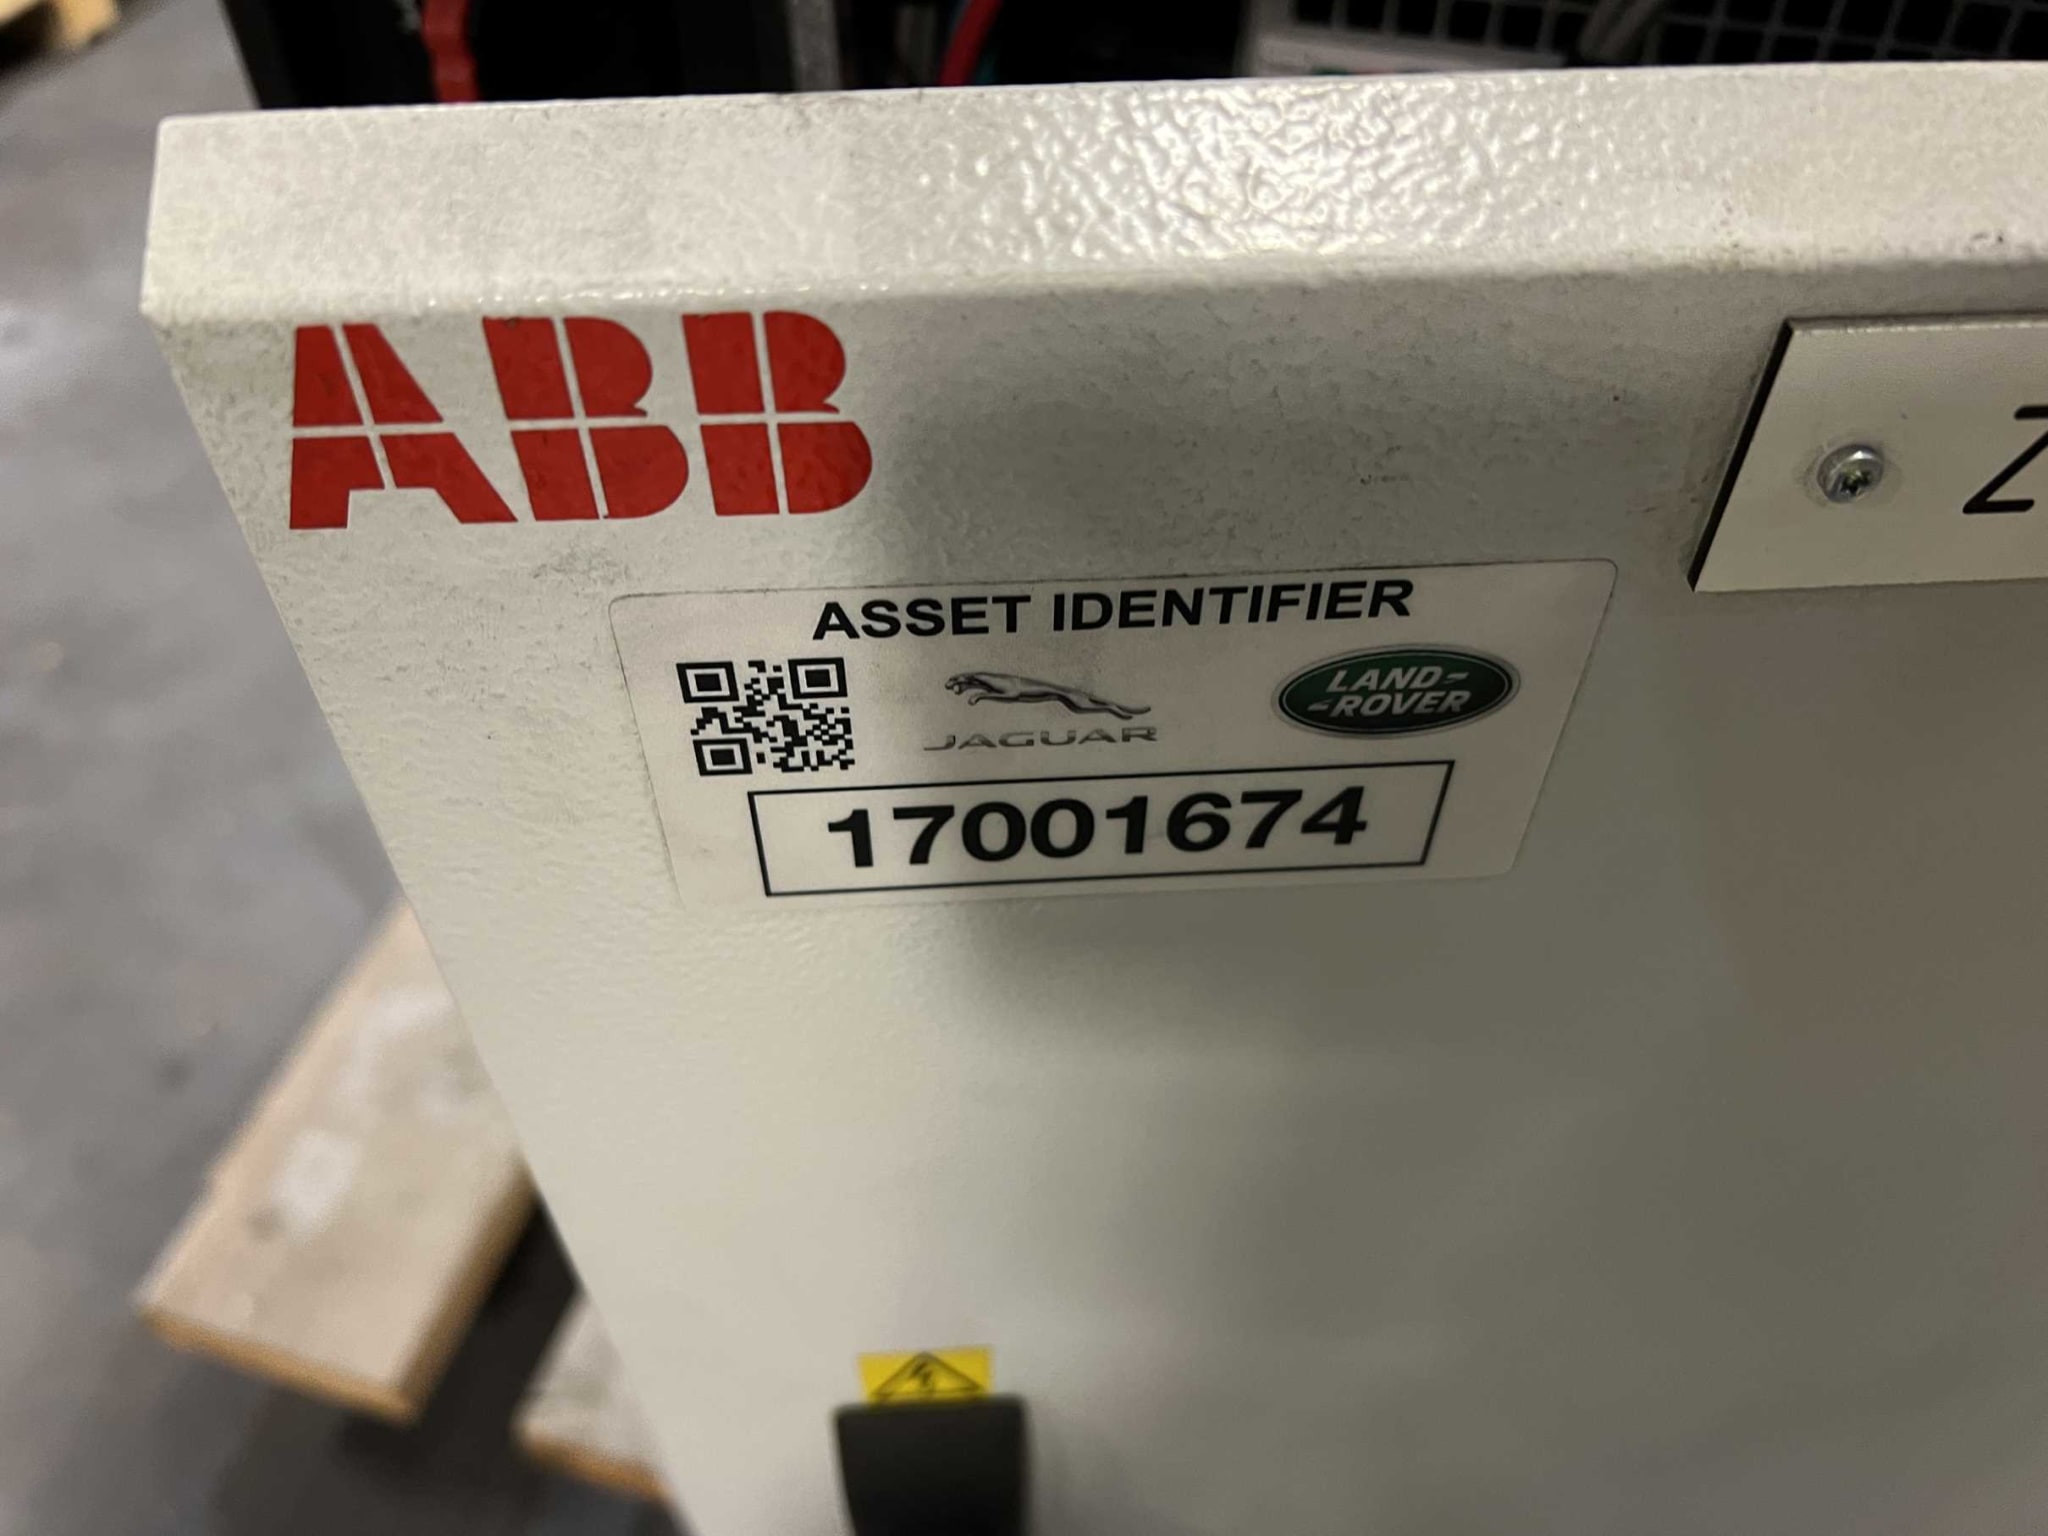 ABB
Z
ASSET IDENTIFIER
JAGUAR
LAND-
-ROVER
17001674